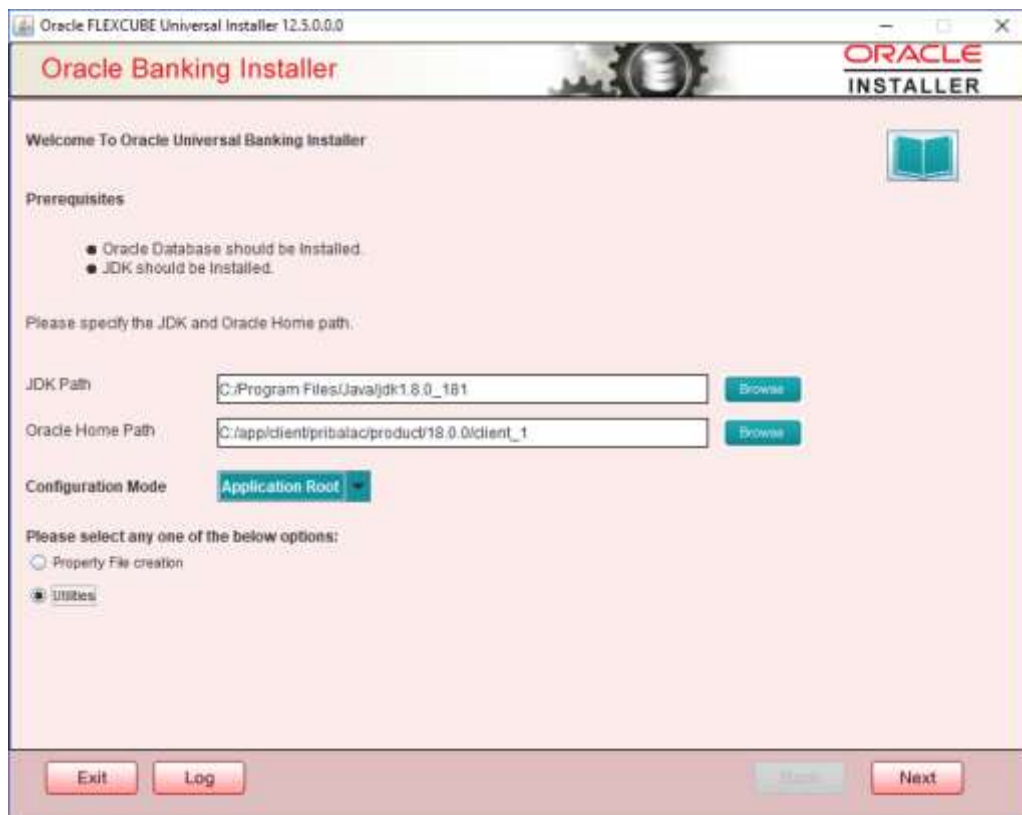 Oracle FLEXCUBE Universal Installer 12.3.0.0.0
Oracle Banking Installer
ORACLE
INSTALLER
Welcome To Oracle Universal Banking Installer
Prerequisites
Oracle Database should be Installed.
JDK should be Installed.
Please specify the JDK and Oracle Home path.
JDK Path C:/Program Files/Java/jdk1.8.0_181 Browse
Oracle Home Path C:/app/client/pribalac/product/18.0.0/client_1 Browse
Configuration Mode Application Root
Please select any one of the below options:
Property File creation
Utilities
Exit Log Back Next